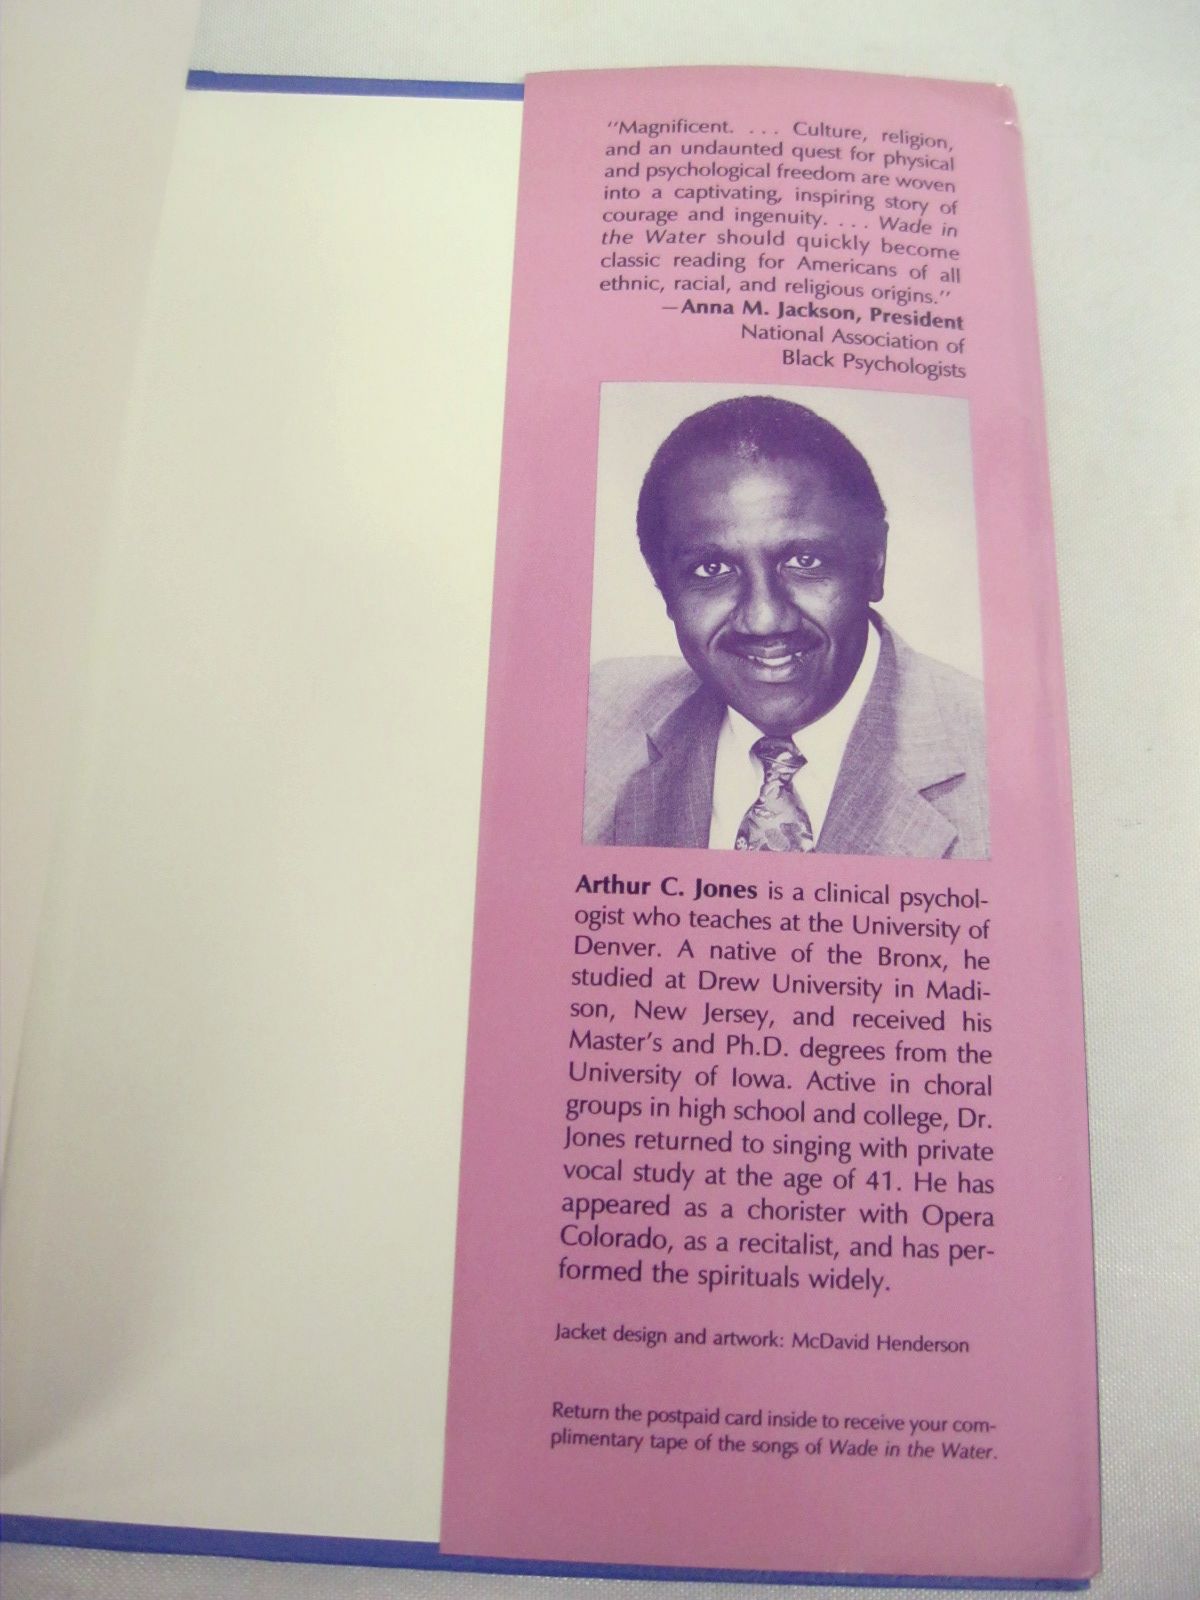 "Magnificent. . . . Culture, religion,
and an undaunted quest for physical
and psychological freedom are woven
into a captivating, inspiring story of
courage and ingenuity. . . . Wade in
the Water should quickly become
classic reading for Americans of all
ethnic, racial, and religious origins."
—Anna M. Jackson, President
National Association of
Black Psychologists
Arthur C. Jones is a clinical psychol-
ogist who teaches at the University of
Denver. A native of the Bronx, he
studied at Drew University in Madi-
son, New Jersey, and received his
Master's and Ph.D. degrees from the
University of Iowa. Active in choral
groups in high school and college, Dr.
Jones returned to singing with private
vocal study at the age of 41. He has
appeared as a chorister with Opera
Colorado, as a recitalist, and has per-
formed the spirituals widely.
Jacket design and artwork: McDavid Henderson
Return the postpaid card inside to receive your com-
plimentary tape of the songs of Wade in the Water.